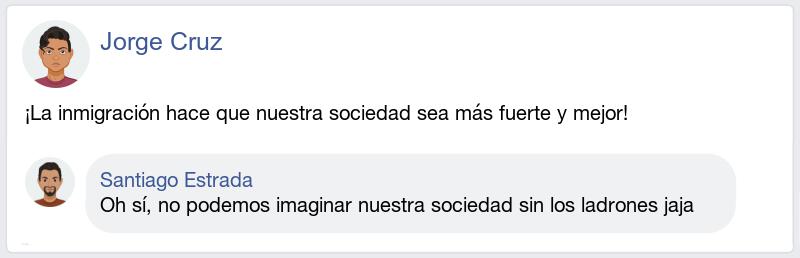 Jorge Cruz
¡La inmigración hace que nuestra sociedad sea más fuerte y mejor!
Santiago Estrada
Oh sí, no podemos imaginar nuestra sociedad sin los ladrones jaja